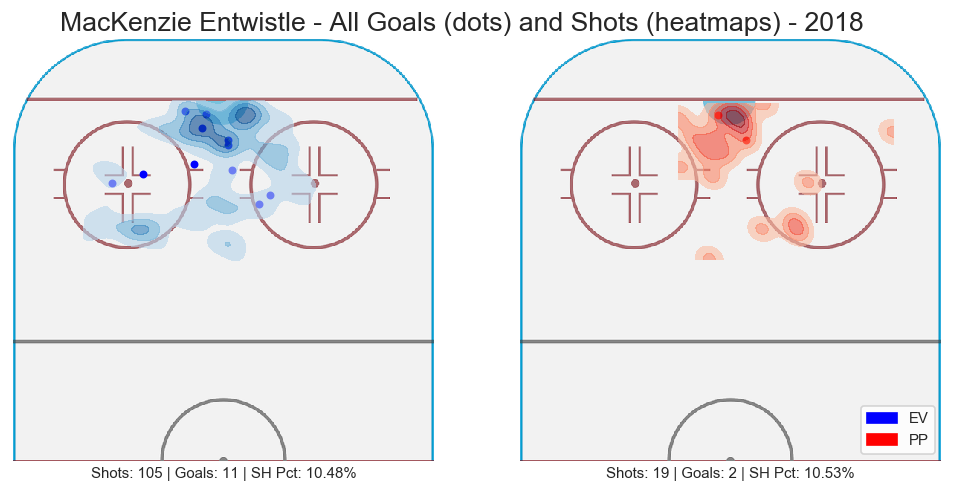 MacKenzie Entwistle - All Goals (dots) and Shots (heatmaps) - 2018
EV
PP
Shots: 105 | Goals: 11 | SH Pct: 10.48%
Shots: 19 | Goals: 2 | SH Pct: 10.53%